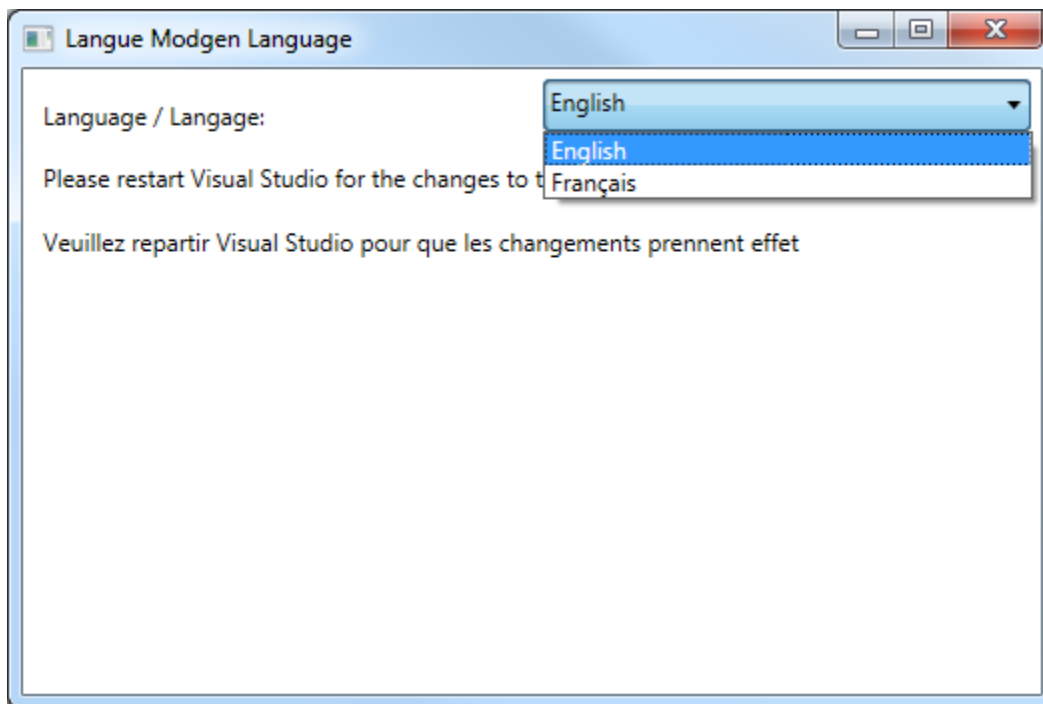 Langue Modgen Language
Language / Langage:
English
English
Français
Please restart Visual Studio for the changes to t
Veuillez repartir Visual Studio pour que les changements prennent effet